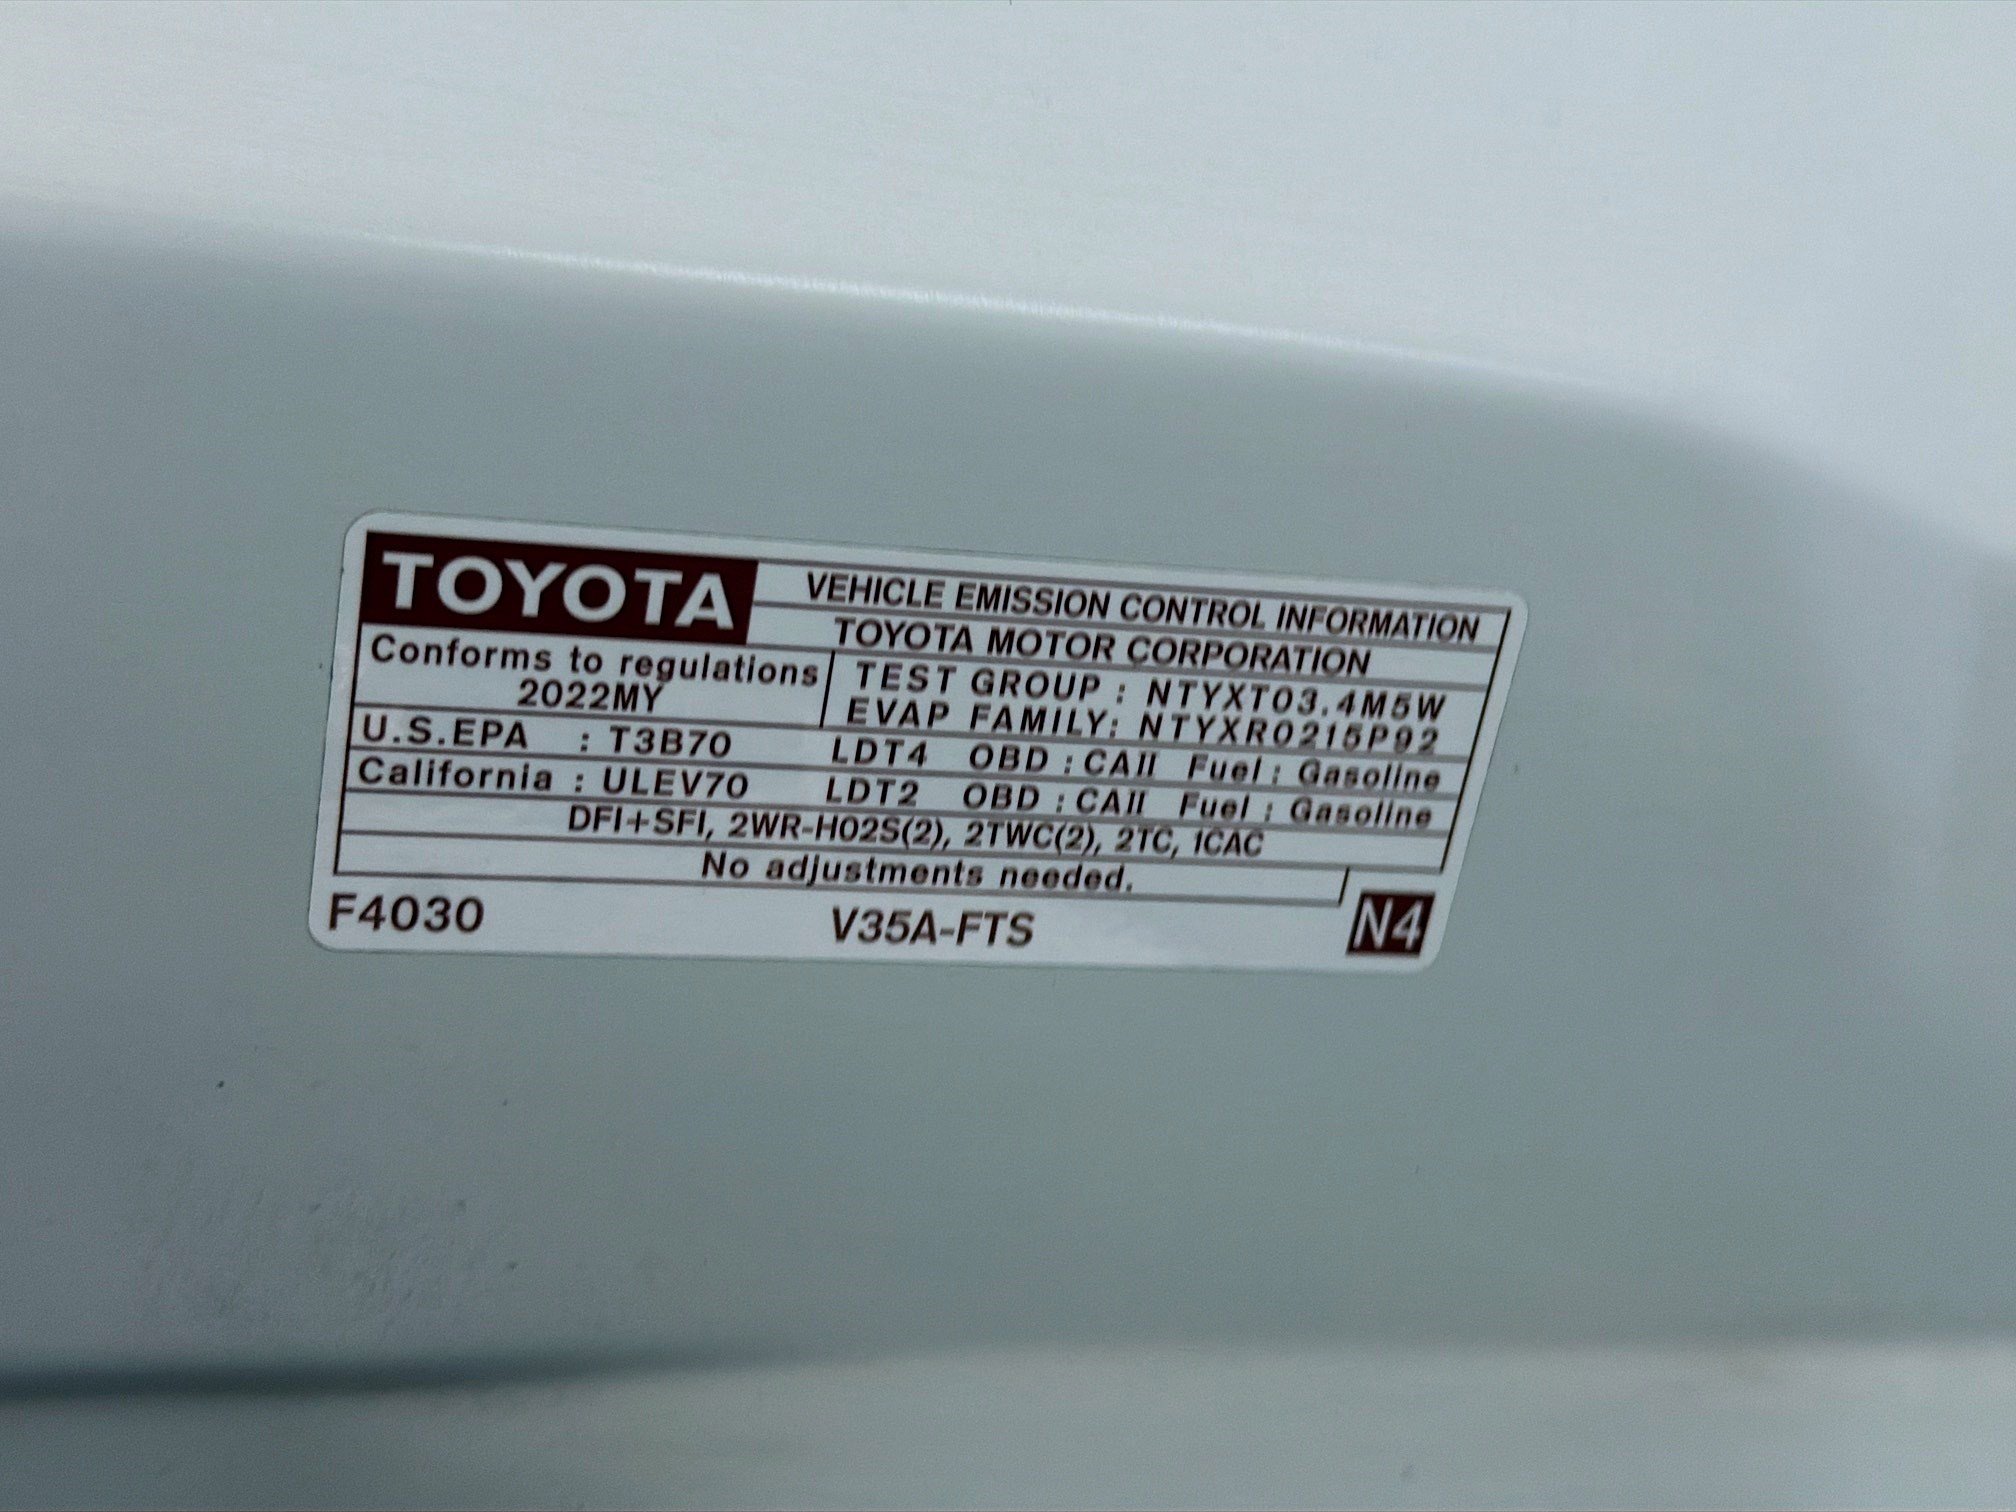 TOYOTA
VEHICLE EMISSION CONTROL INFORMATION
TOYOTA MOTOR CORPORATION
Conforms to regulations
2022MY
TEST GROUP : NTYXT03.4M5W
EVAP FAMILY: NTYXR0215P92
U.S.EPA : T3B70 LDT4 OBD : CAII Fuel : Gasoline
California : ULEV70 LDT2 OBD : CAII Fuel : Gasoline
DFI+SFI, 2WR-HO2S(2), 2TWC(2), 2TC, 1CAC
No adjustments needed.
F4030 V35A-FTS N4